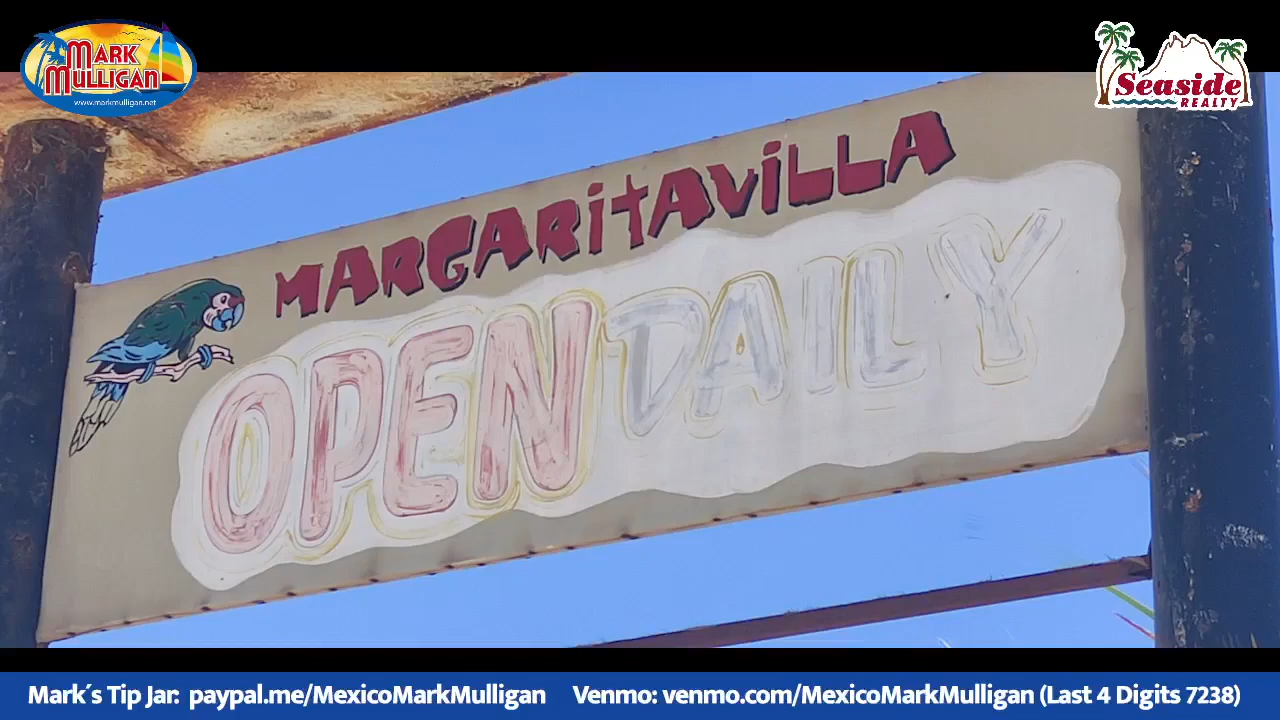 MARK
MULLIGAN
www.markmulligan.net
Seaside
REALTY
MARGARiTAViLLA
OPEN DAILY
Mark´s Tip Jar: paypal.me/MexicoMarkMulligan Venmo: venmo.com/MexicoMarkMulligan (Last 4 Digits 7238)